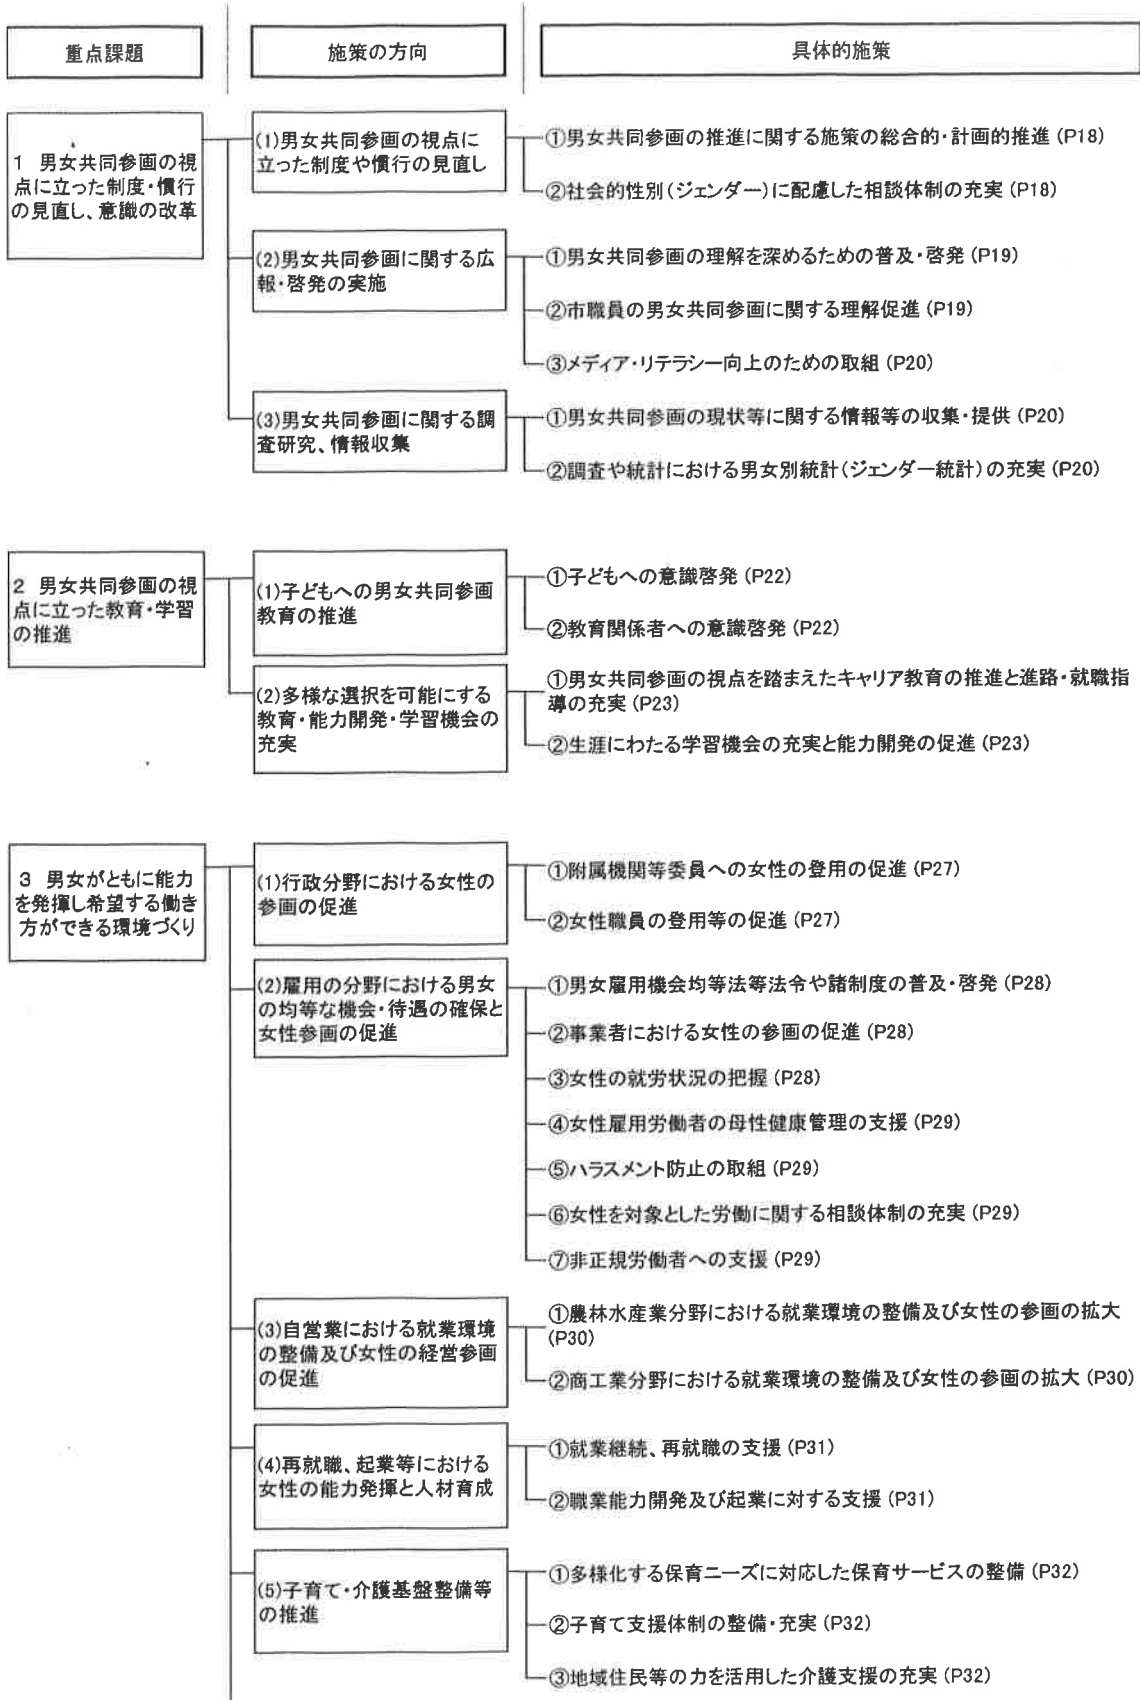 重点課題
施策の方向
具体的施策
1 男女共同参画の視
点に立った制度・慣行
の見直し、意識の改革
(1)男女共同参画の視点に
立った制度や慣行の見直し
①男女共同参画の推進に関する施策の総合的・計画的推進 (P18)
②社会的性別(ジェンダー)に配慮した相談体制の充実 (P18)
(2)男女共同参画に関する広
報・啓発の実施
①男女共同参画の理解を深めるための普及・啓発 (P19)
②市職員の男女共同参画に関する理解促進 (P19)
③メディア・リテラシー向上のための取組 (P20)
(3)男女共同参画に関する調
査研究、情報収集
①男女共同参画の現状等に関する情報等の収集・提供 (P20)
②調査や統計における男女別統計(ジェンダー統計)の充実 (P20)
2 男女共同参画の視
点に立った教育・学習
の推進
(1)子どもへの男女共同参画
教育の推進
①子どもへの意識啓発 (P22)
②教育関係者への意識啓発 (P22)
(2)多様な選択を可能にする
教育・能力開発・学習機会の
充実
①男女共同参画の視点を踏まえたキャリア教育の推進と進路・就職指
導の充実 (P23)
②生涯にわたる学習機会の充実と能力開発の促進 (P23)
3 男女がともに能力
を発揮し希望する働き
方ができる環境づくり
(1)行政分野における女性の
参画の促進
①附属機関等委員への女性の登用の促進 (P27)
②女性職員の登用等の促進 (P27)
(2)雇用の分野における男女
の均等な機会・待遇の確保と
女性参画の促進
①男女雇用機会均等法等法令や諸制度の普及・啓発 (P28)
②事業者における女性の参画の促進 (P28)
③女性の就労状況の把握 (P28)
④女性雇用労働者の母性健康管理の支援 (P29)
⑤ハラスメント防止の取組 (P29)
⑥女性を対象とした労働に関する相談体制の充実 (P29)
⑦非正規労働者への支援 (P29)
(3)自営業における就業環境
の整備及び女性の経営参画
の促進
①農林水産業分野における就業環境の整備及び女性の参画の拡大
(P30)
②商工業分野における就業環境の整備及び女性の参画の拡大 (P30)
(4)再就職、起業等における
女性の能力発揮と人材育成
①就業継続、再就職の支援 (P31)
②職業能力開発及び起業に対する支援 (P31)
(5)子育て・介護基盤整備等
の推進
①多様化する保育ニーズに対応した保育サービスの整備 (P32)
②子育て支援体制の整備・充実 (P32)
③地域住民等の力を活用した介護支援の充実 (P32)